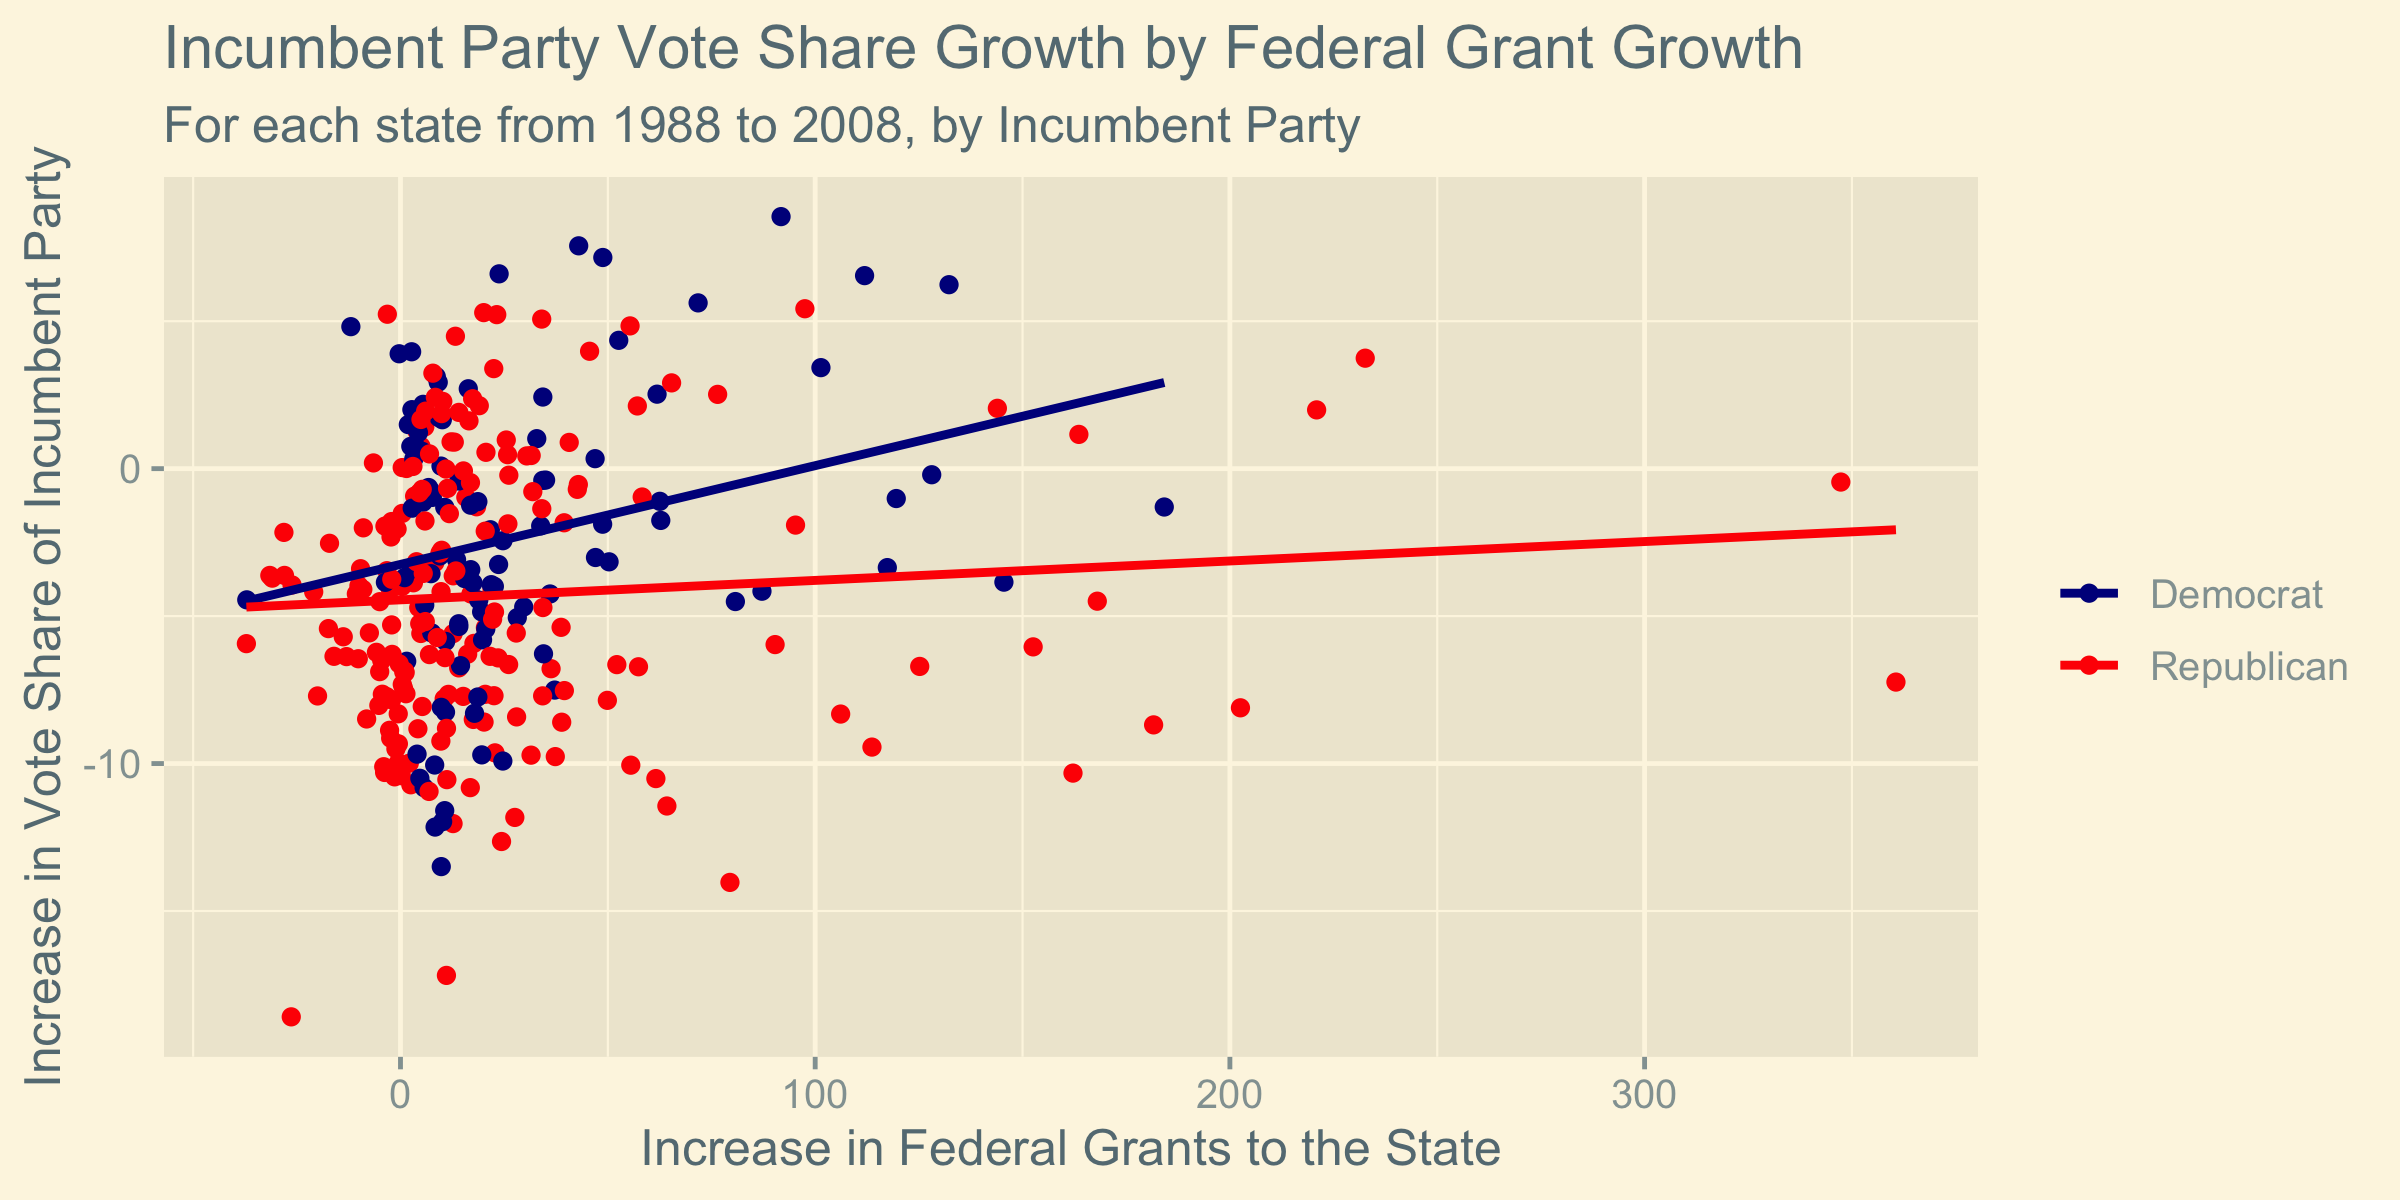 Incumbent Party Vote Share Growth by Federal Grant Growth
For each state from 1988 to 2008, by Incumbent Party
Increase in Vote Share of Incumbent Party
0
-10
0
100
200
300
Increase in Federal Grants to the State
Democrat
Republican